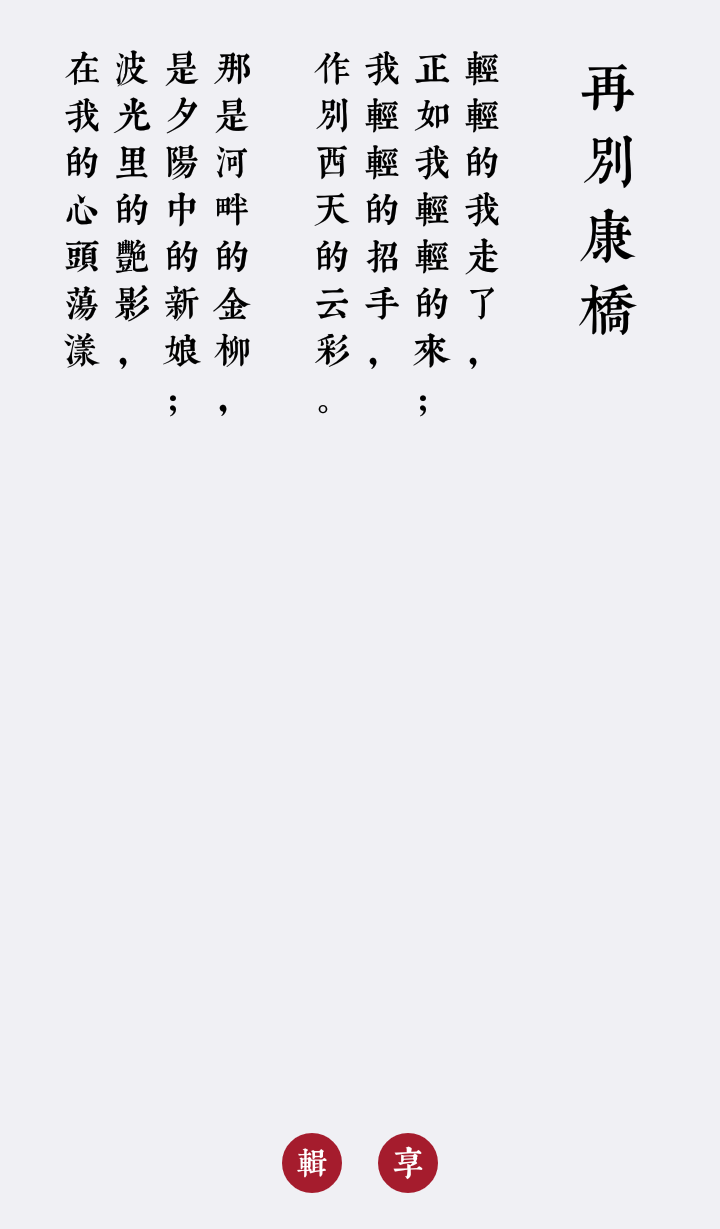 再別康橋
輕輕的我走了，
正如我輕輕的來；
我輕輕的招手，
作別西天的云彩。
那是河畔的金柳，
是夕陽中的新娘；
波光里的艷影，
在我的心頭蕩漾
輯
享